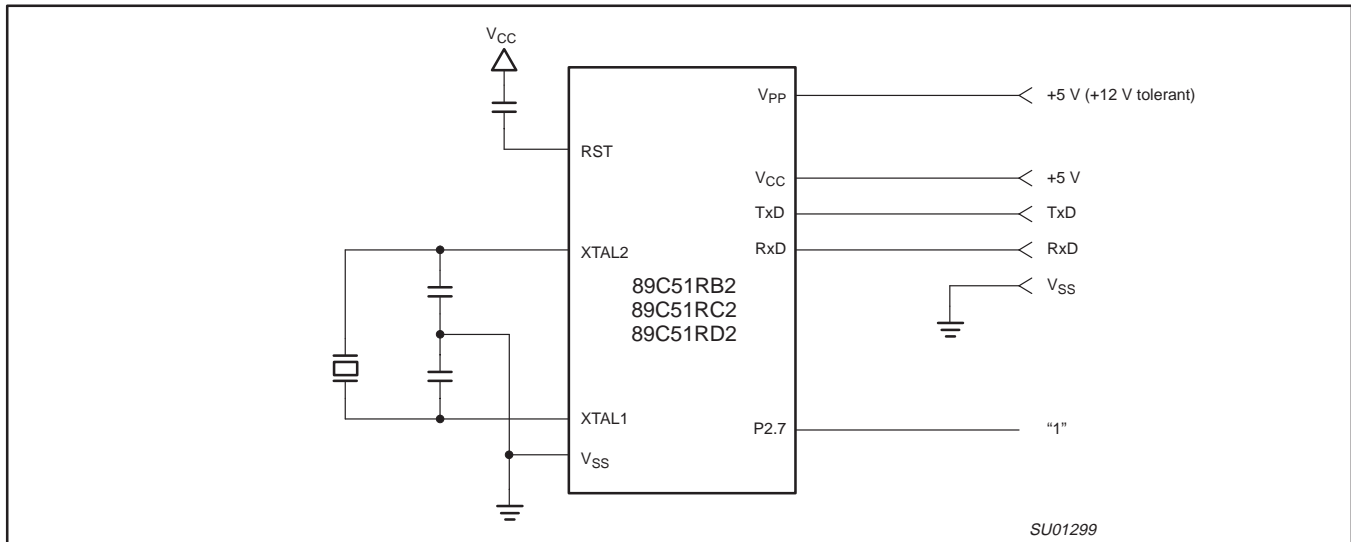 VCC
RST
XTAL2
XTAL1
VSS
89C51RB2
89C51RC2
89C51RD2
VPP
VCC
TxD
RxD
P2.7
+5 V (+12 V tolerant)
+5 V
TxD
RxD
VSS
“1”
SU01299